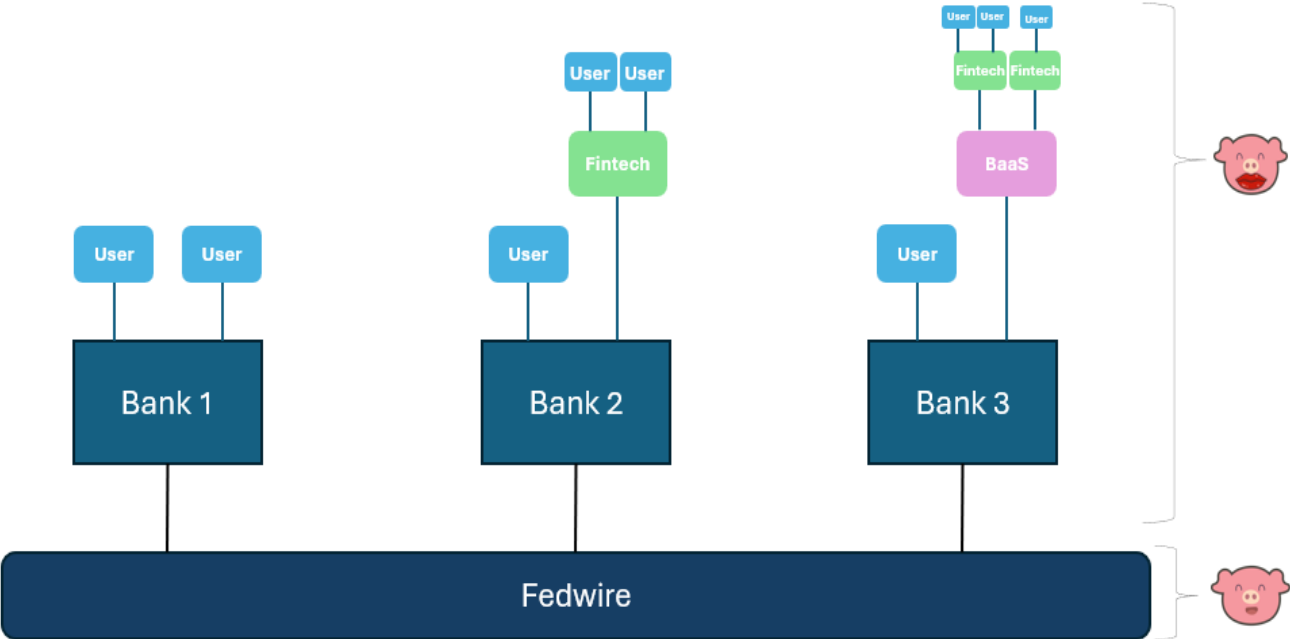 User User User
Fintech Fintech
User User
Fintech
BaaS
User User
User
User
Bank 1
Bank 2
Bank 3
Fedwire